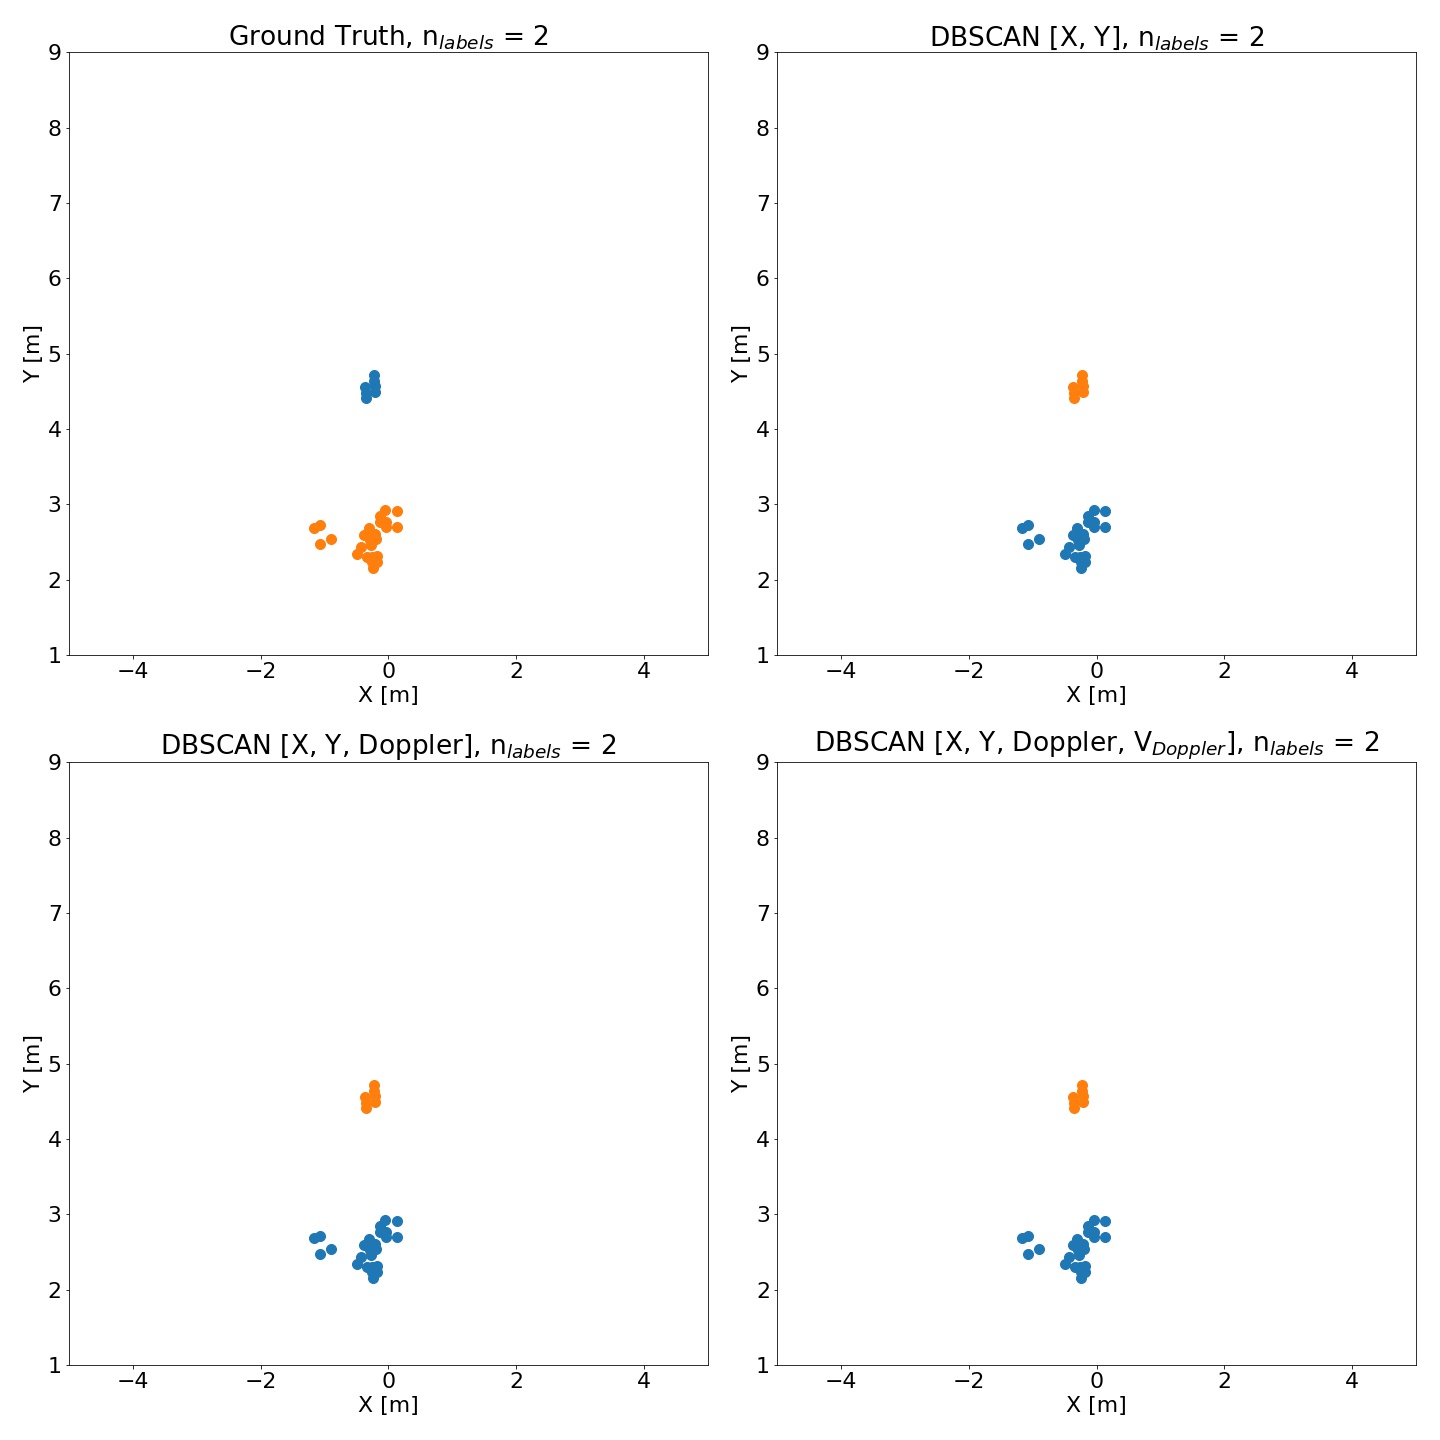 Ground Truth, n_labels = 2
9
8
7
6
5
4
3
2
1
Y [m]
−4 −2 0 2 4
X [m]
DBSCAN [X, Y], n_labels = 2
9
8
7
6
5
4
3
2
1
Y [m]
−4 −2 0 2 4
X [m]
DBSCAN [X, Y, Doppler], n_labels = 2
9
8
7
6
5
4
3
2
1
Y [m]
−4 −2 0 2 4
X [m]
DBSCAN [X, Y, Doppler, V_Doppler], n_labels = 2
9
8
7
6
5
4
3
2
1
Y [m]
−4 −2 0 2 4
X [m]